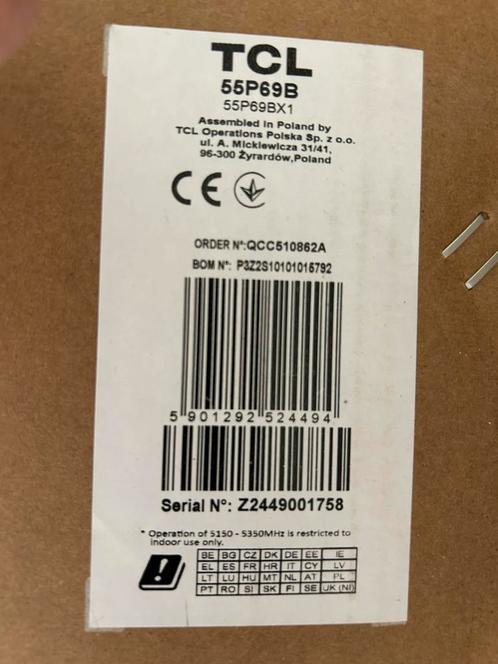 TCL
55P69B
55P69BX1
Assembled in Poland by
TCL Operations Polska Sp. z o.o.
ul. A. Mickiewicza 31/41,
96-300 Żyrardów,Poland
CE
ORDER N°:QCC510862A
BOM N°: P3Z2S10101015792
5 901292 524494
Serial N°: Z2449001758
* Operation of 5150 - 5350MHz is restricted to
indoor use only.
BE BG CZ DK DE EE IE
EL ES FR HR IT CY LV
LT LU HU MT NL AT PL
PT RO SI SK FI SE UK (NI)